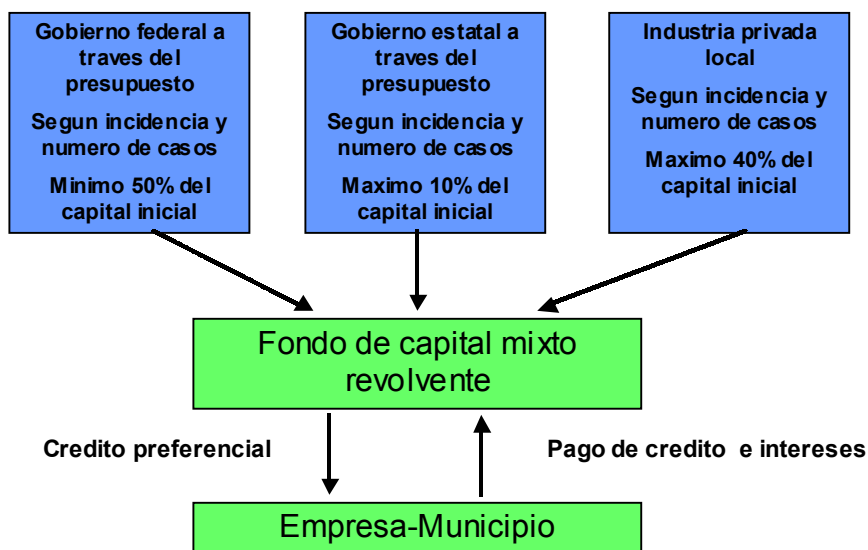 Gobierno federal a
traves del
presupuesto
Segun incidencia y
numero de casos
Minimo 50% del
capital inicial
Gobierno estatal a
traves del
presupuesto
Segun incidencia y
numero de casos
Maximo 10% del
capital inicial
Industria privada
local
Segun incidencia y
numero de casos
Maximo 40% del
capital inicial
Fondo de capital mixto
revolvente
Credito preferencial
Pago de credito e intereses
Empresa-Municipio